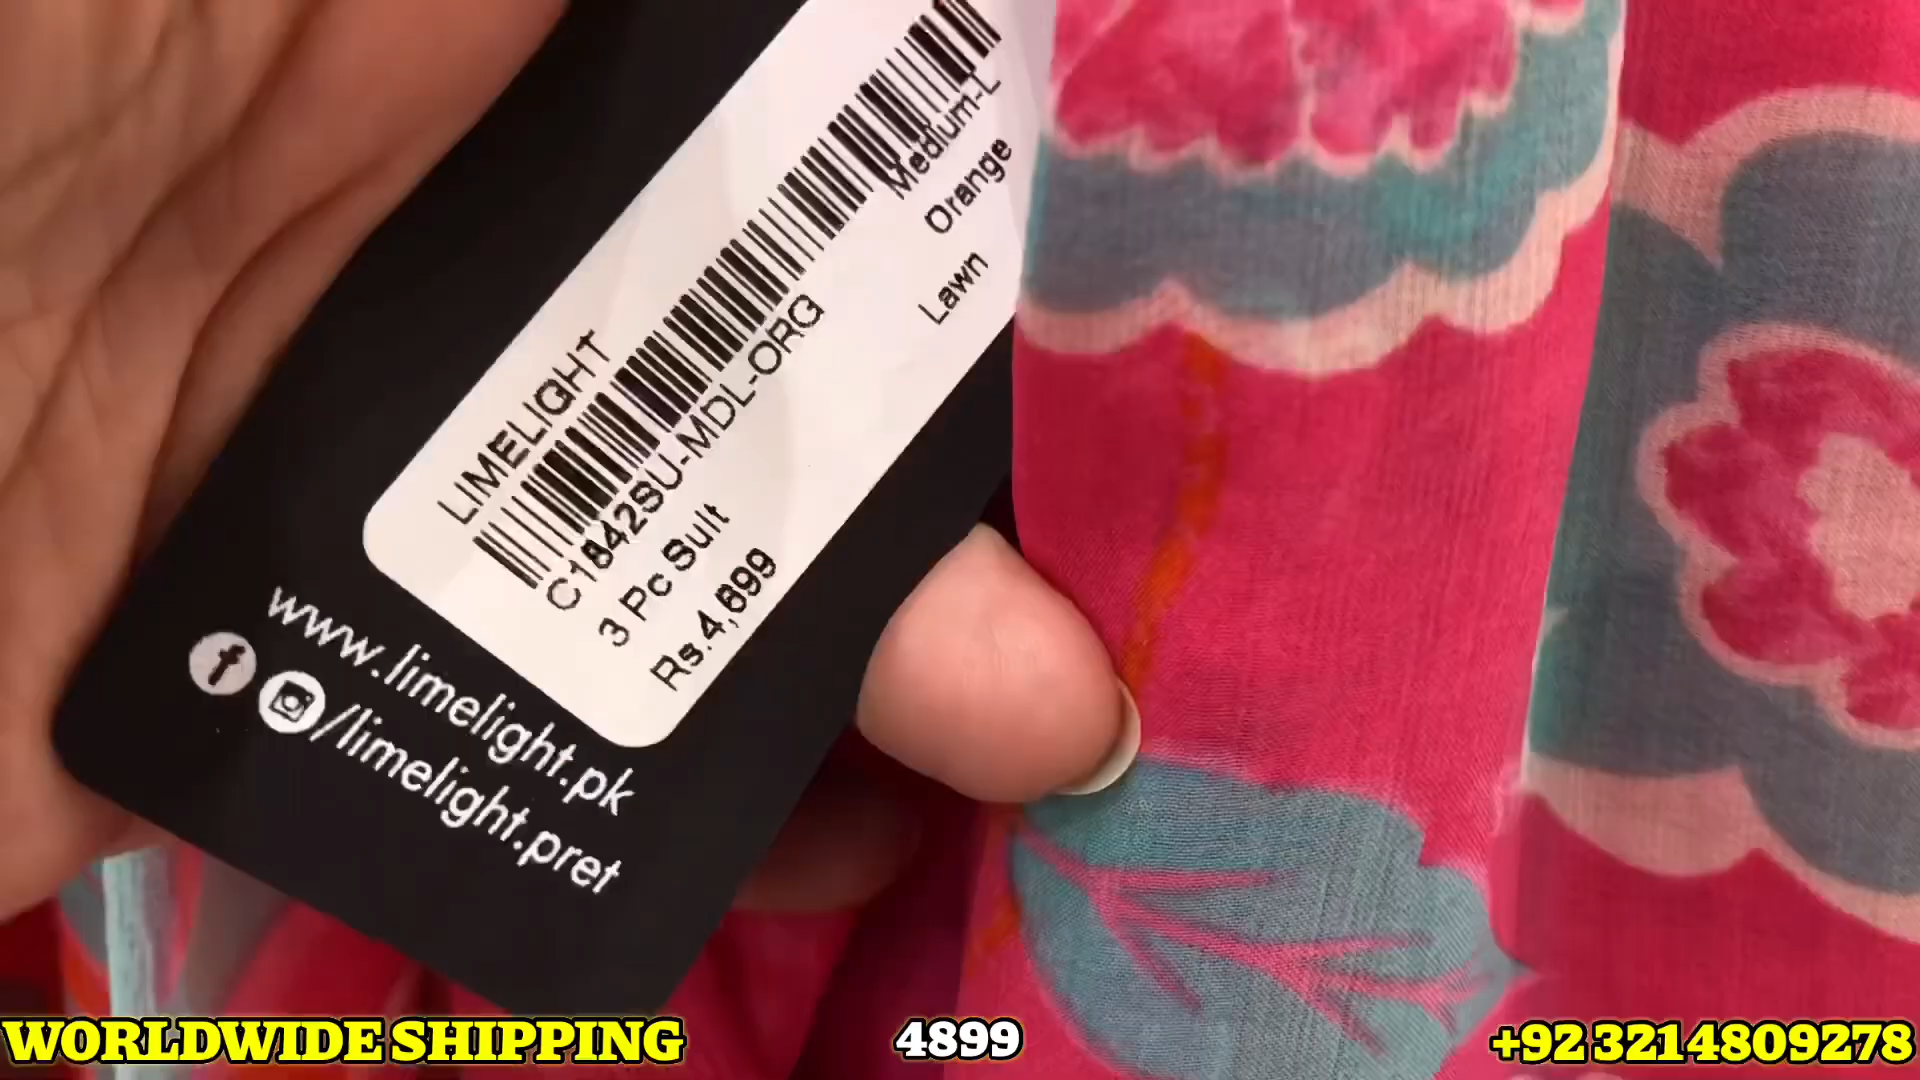 LIMELIGHT
C1842SU-MDL-ORG
Medium-L
3 Pc Suit
Orange
Rs.4,899
Lawn
www.limelight.pk
/limelight.pret
WORLDWIDE SHIPPING
4899
+92 3214809278